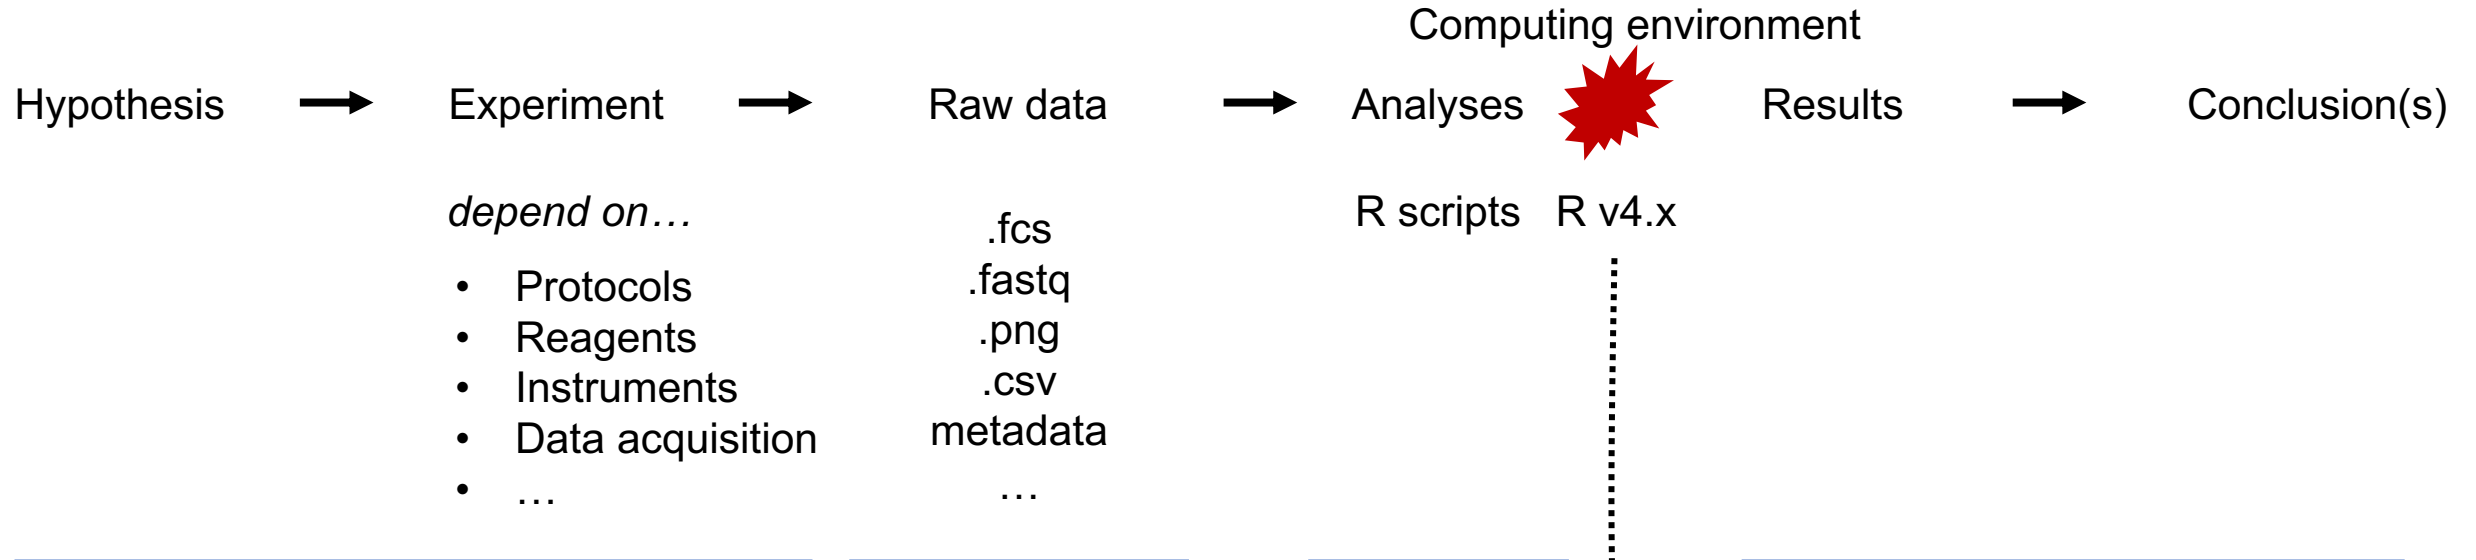 Computing environment
Hypothesis
Experiment
Raw data
Analyses
Results
Conclusion(s)
depend on…
• Protocols
• Reagents
• Instruments
• Data acquisition
• …
.fcs
.fastq
.png
.csv
metadata
…
R scripts
R v4.x